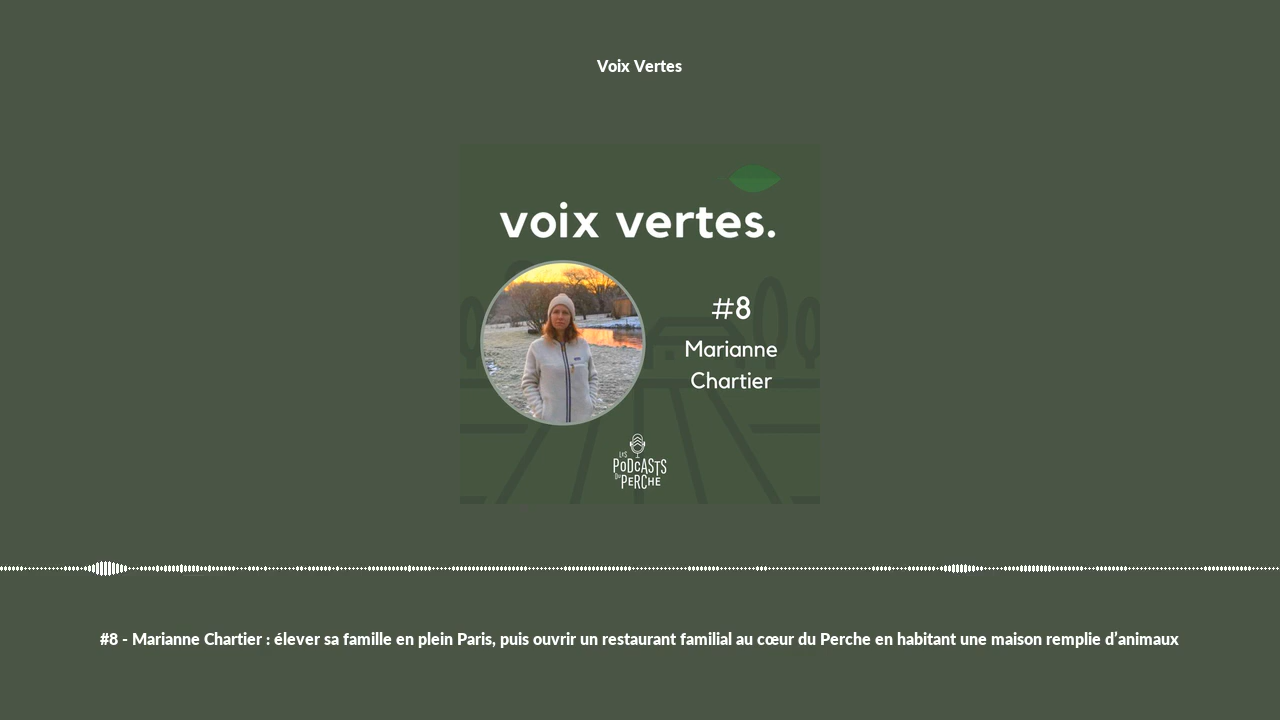 Voix Vertes
voix vertes.
#8
Marianne
Chartier
LES
PODCASTS
DU PERCHE
#8 - Marianne Chartier : élever sa famille en plein Paris, puis ouvrir un restaurant familial au cœur du Perche en habitant une maison remplie d’animaux